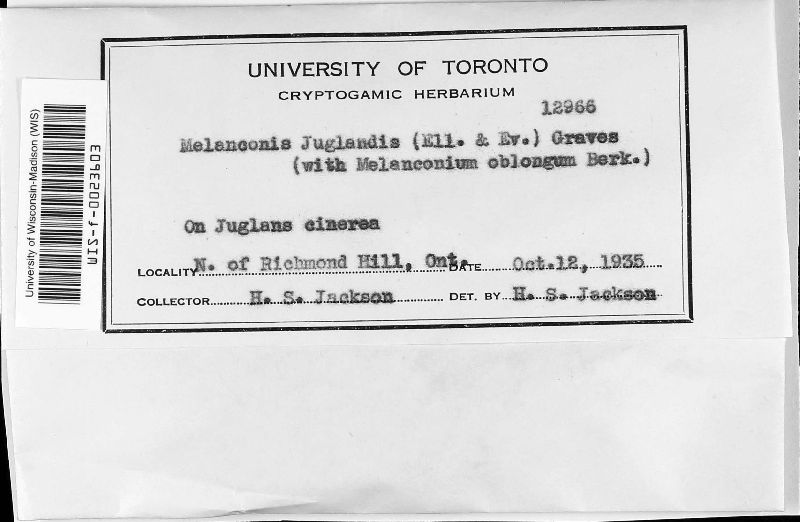 UNIVERSITY OF TORONTO
CRYPTOGAMIC HERBARIUM
12966
Melanconis Juglandis (Ell. & Ev.) Graves
(with Melanconium oblongum Berk.)
On Juglans cinerea
LOCALITY N. of Richmond Hill, Ont. DATE Oct.12, 1935
COLLECTOR H. S. Jackson DET. BY H. S. Jackson
University of Wisconsin-Madison (WIS)
WIS-f-0023609